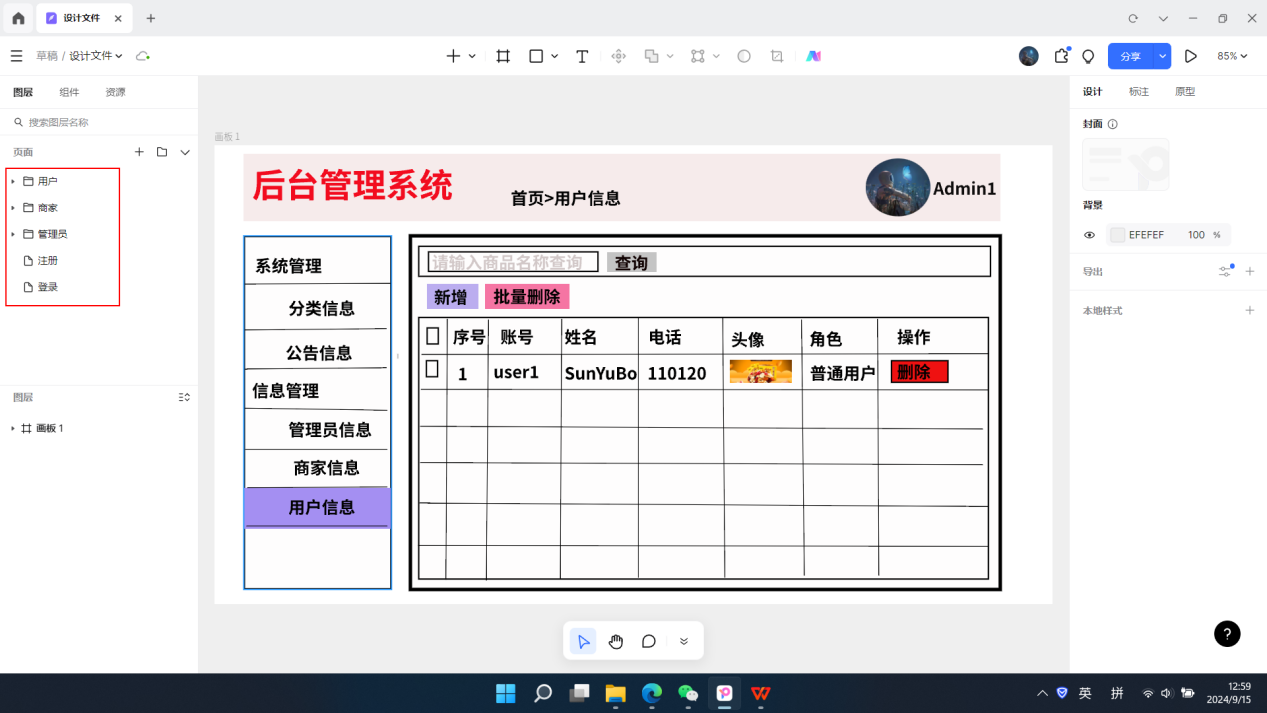 设计文件
草稿 / 设计文件
分享
85%
图层 组件 资源
设计 标注 原型
搜索图层名称
页面
用户
商家
管理员
注册
登录
图层
画板 1
画板 1
后台管理系统
首页>用户信息
Admin1
系统管理
分类信息
公告信息
信息管理
管理员信息
商家信息
用户信息
请输入商品名称查询 查询
新增 批量删除
序号 账号 姓名 电话 头像 角色 操作
1 user1 SunYuBo 110120 普通用户 删除
封面
背景
EFEFEF 100 %
导出
本地样式
?
英 拼
12:59
2024/9/15